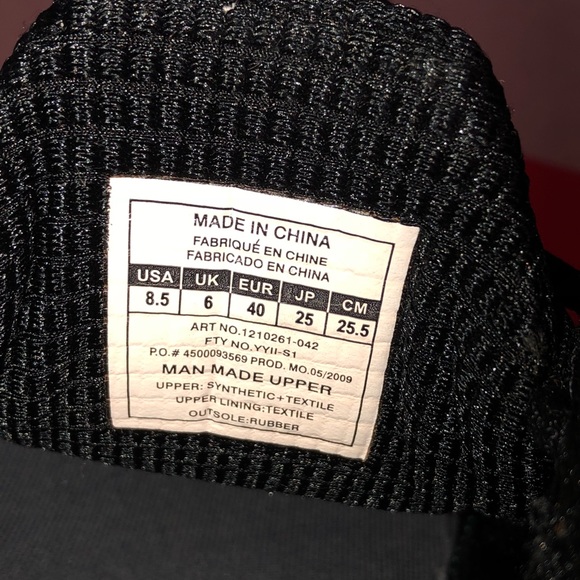 MADE IN CHINA
FABRIQUÉ EN CHINE
FABRICADO EN CHINA
USA UK EUR JP CM
8.5 6 40 25 25.5
ART NO.1210261-042
FTY NO.YYII-S1
P.O.# 4500093569 PROD. MO.05/2009
MAN MADE UPPER
UPPER: SYNTHETIC+TEXTILE
UPPER LINING:TEXTILE
OUTSOLE:RUBBER